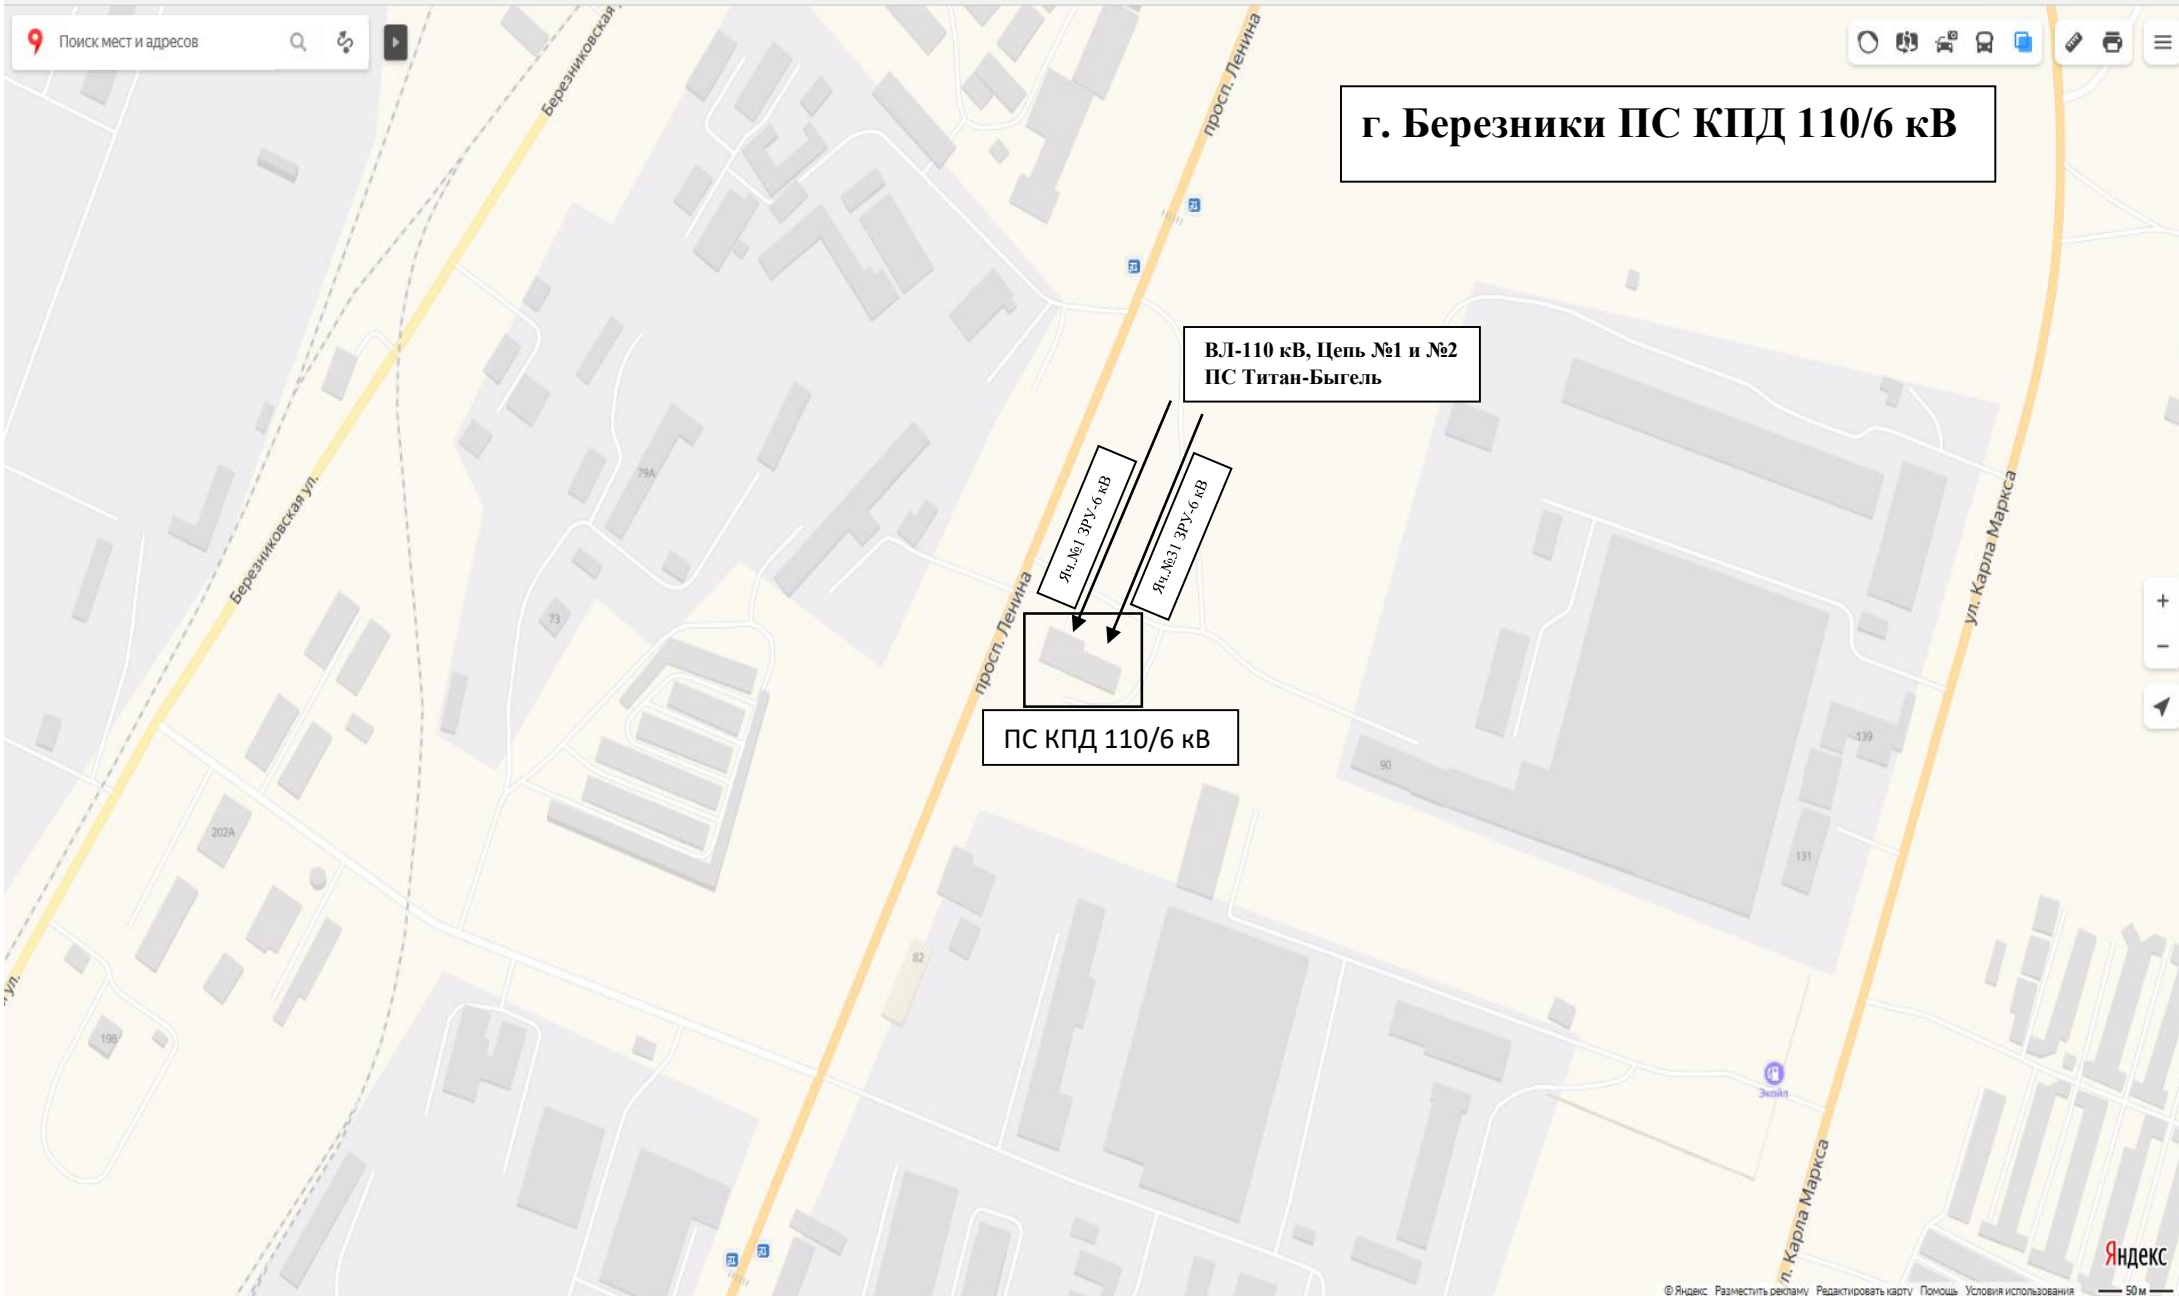 Поиск мест и адресов
Березниковская
просп. Ленина
г. Березники ПС КПД 110/6 кВ
ВЛ-110 кВ, Цепь №1 и №2
ПС Титан-Быгель
Яч.№1 ЗРУ-6 кВ
Яч.№31 ЗРУ-6 кВ
79А
Березниковская ул.
ул. Карла Маркса
просп. Ленина
73
ПС КПД 110/6 кВ
139
90
202А
131
82
ул.
19В
Экойл
ул. Карла Маркса
Яндекс
© Яндекс Разместить рекламу Редактировать карту Помощь Условия использования 50 м